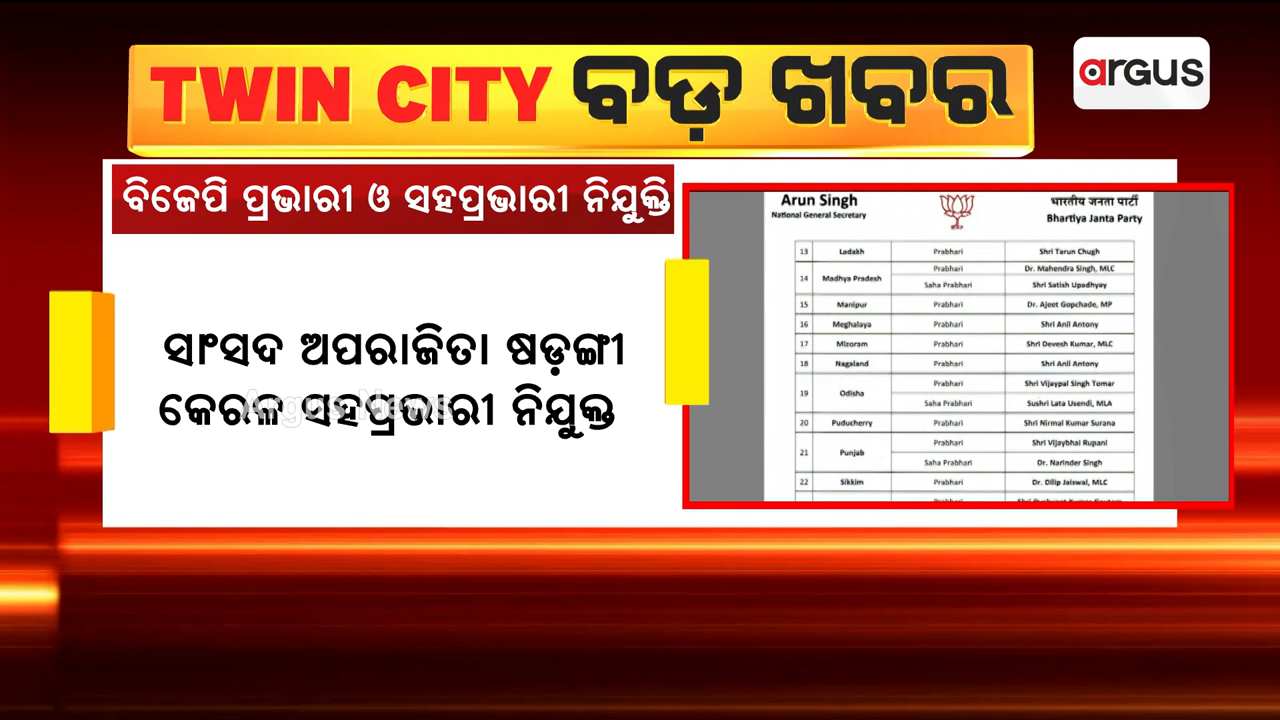 TWIN CITY ବଡ଼ ଖବର
argus
ବିଜେପି ପ୍ରଭାରୀ ଓ ସହପ୍ରଭାରୀ ନିଯୁକ୍ତି
ସାଂସଦ ଅପରାଜିତା ଷଡ଼ଙ୍ଗୀ
କେରଳ ସହପ୍ରଭାରୀ ନିଯୁକ୍ତ
Argus News
Arun Singh
National General Secretary
भारतीय जनता पार्टी
Bhartiya Janta Party
13 Ladakh Prabhari Shri Tarun Chugh
14 Madhya Pradesh Prabhari Dr. Mahendra Singh, MLC
Saha Prabhari Shri Satish Upadhyay
15 Manipur Prabhari Dr. Ajeet Gopchade, MP
16 Meghalaya Prabhari Shri Anil Antony
17 Mizoram Prabhari Shri Devesh Kumar, MLC
18 Nagaland Prabhari Shri Anil Antony
19 Odisha Prabhari Shri Vijaypal Singh Tomar
Saha Prabhari Sushri Lata Usendi, MLA
20 Puducherry Prabhari Shri Nirmal Kumar Surana
21 Punjab Prabhari Shri Vijaybhai Rupani
Saha Prabhari Dr. Narinder Singh
22 Sikkim Prabhari Dr. Dilip Jaiswal, MLC